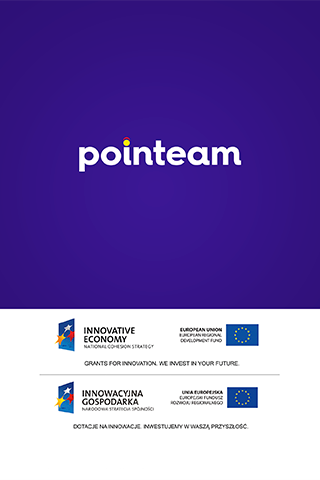 pointeam
INNOVATIVE
ECONOMY
NATIONAL COHESION STRATEGY
EUROPEAN UNION
EUROPEAN REGIONAL
DEVELOPMENT FUND
GRANTS FOR INNOVATION. WE INVEST IN YOUR FUTURE.
INNOWACYJNA
GOSPODARKA
NARODOWA STRATEGIA SPÓJNOŚCI
UNIA EUROPEJSKA
EUROPEJSKI FUNDUSZ
ROZWOJU REGIONALNEGO
DOTACJE NA INNOWACJE. INWESTUJEMY W WASZĄ PRZYSZŁOŚĆ.